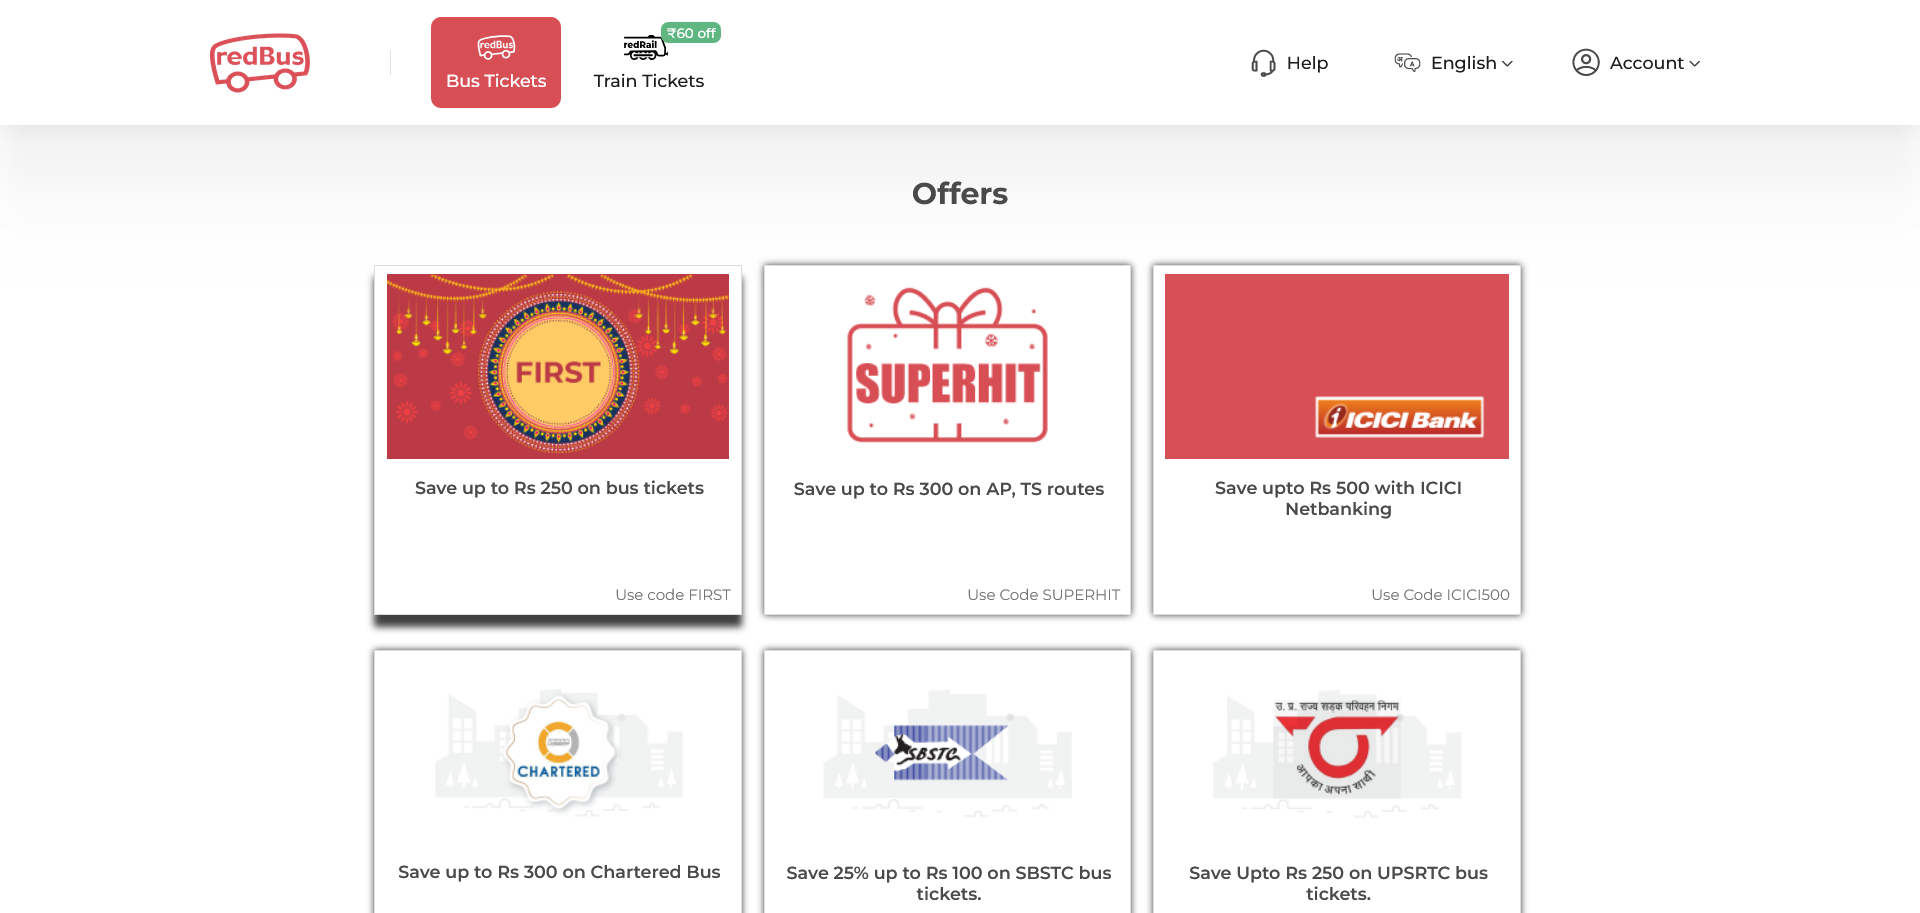 redBus
redBus
Bus Tickets
redRail
₹60 off
Train Tickets
Help
English
Account
Offers
FIRST
Save up to Rs 250 on bus tickets
Use code FIRST
SUPERHIT
Save up to Rs 300 on AP, TS routes
Use Code SUPERHIT
ICICI Bank
Save upto Rs 500 with ICICI
Netbanking
Use Code ICICI500
CHARTERED
Save up to Rs 300 on Chartered Bus
SBSTC
Save 25% up to Rs 100 on SBSTC bus
tickets.
उ. प्र. राज्य सड़क परिवहन निगम
आपका अपना साथी
Save Upto Rs 250 on UPSRTC bus
tickets.